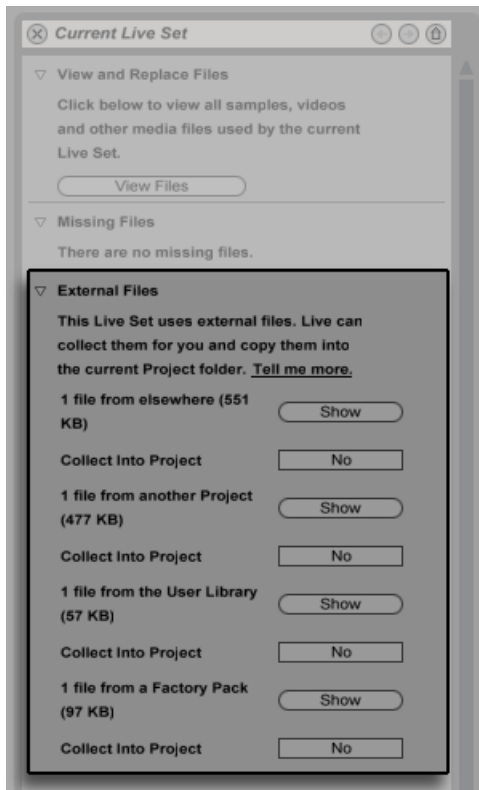 Current Live Set
View and Replace Files
Click below to view all samples, videos
and other media files used by the current
Live Set.
View Files
Missing Files
There are no missing files.
External Files
This Live Set uses external files. Live can
collect them for you and copy them into
the current Project folder. Tell me more.
1 file from elsewhere (551
KB)
Show
Collect Into Project
No
1 file from another Project
(477 KB)
Show
Collect Into Project
No
1 file from the User Library
(57 KB)
Show
Collect Into Project
No
1 file from a Factory Pack
(97 KB)
Show
Collect Into Project
No